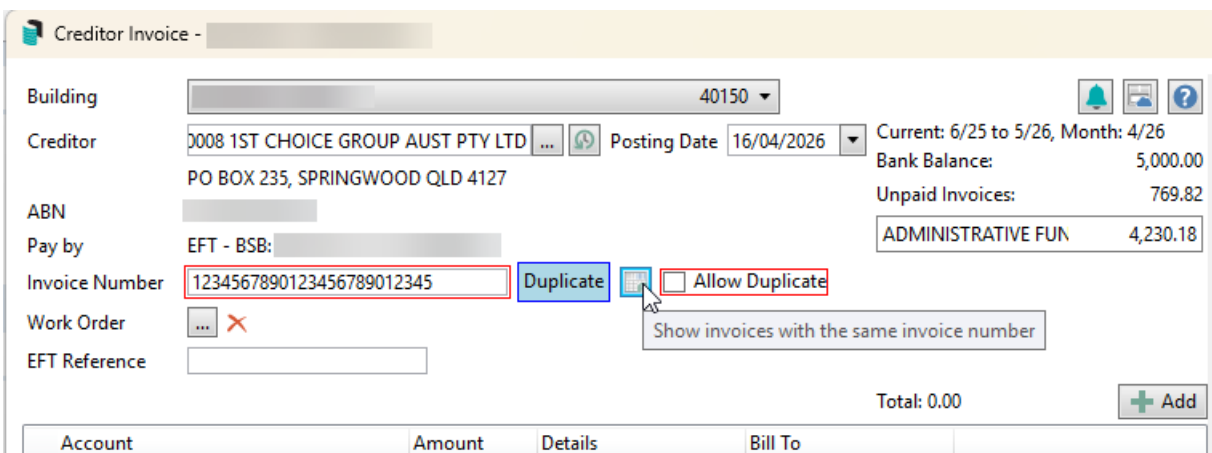 Creditor Invoice -
Building 40150
Creditor 0008 1ST CHOICE GROUP AUST PTY LTD ... Posting Date 16/04/2026
Current: 6/25 to 5/26, Month: 4/26
Bank Balance: 5,000.00
PO BOX 235, SPRINGWOOD QLD 4127
Unpaid Invoices: 769.82
ABN
ADMINISTRATIVE FUN 4,230.18
Pay by EFT - BSB:
Invoice Number 1234567890123456789012345 Duplicate Allow Duplicate
Work Order ...
Show invoices with the same invoice number
EFT Reference
Total: 0.00 Add
Account Amount Details Bill To